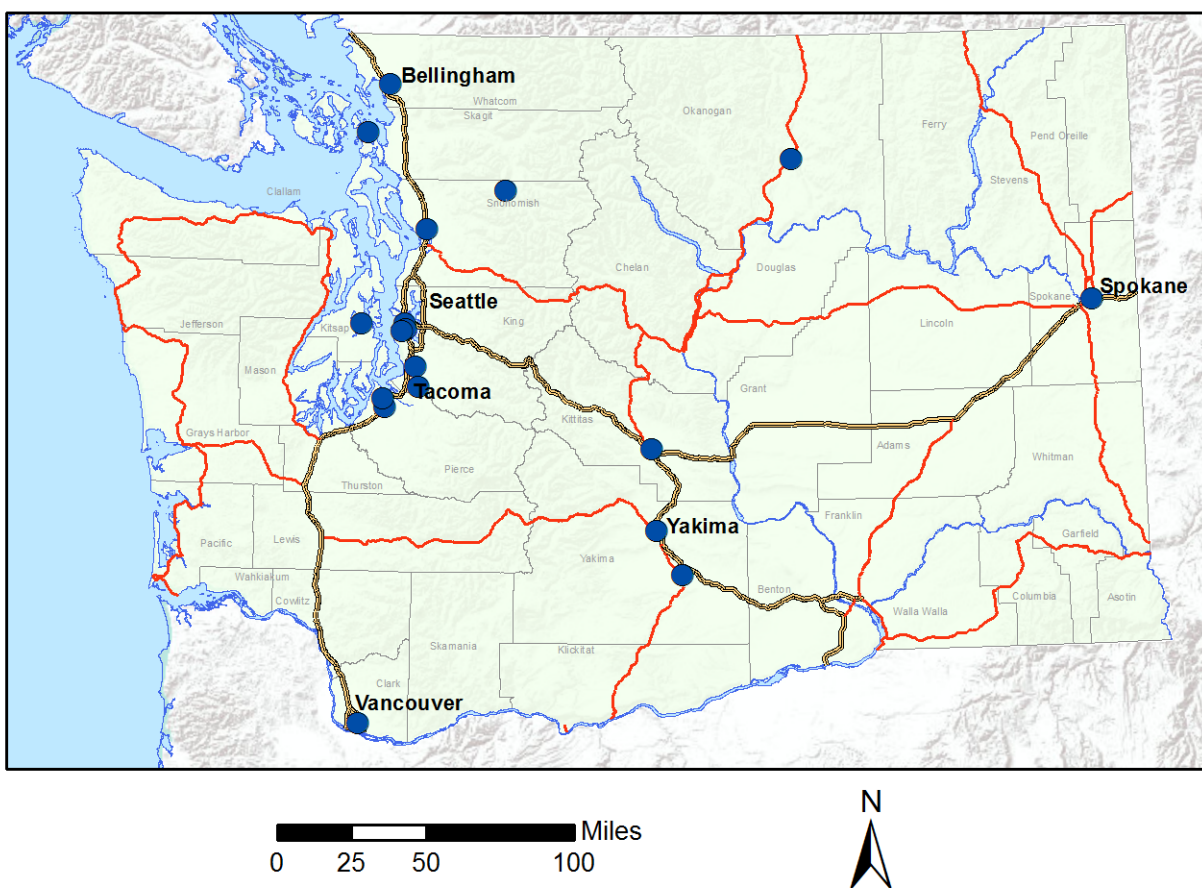 Bellingham
Whatcom
Skagit
Okanogan
Ferry
Pend Oreille
Stevens
Clallam
Snohomish
Chelan
Douglas
Seattle
Spokane
Spokane
Jefferson
Kitsap
King
Lincoln
Mason
Grant
Tacoma
Grays Harbor
Kittitas
Adams
Whitman
Pierce
Thurston
Franklin
Yakima
Garfield
Pacific
Lewis
Yakima
Wahkiakum
Benton
Columbia
Asotin
Cowlitz
Walla Walla
Skamania
Klickitat
Clark
Vancouver
N
Miles
0 25 50 100